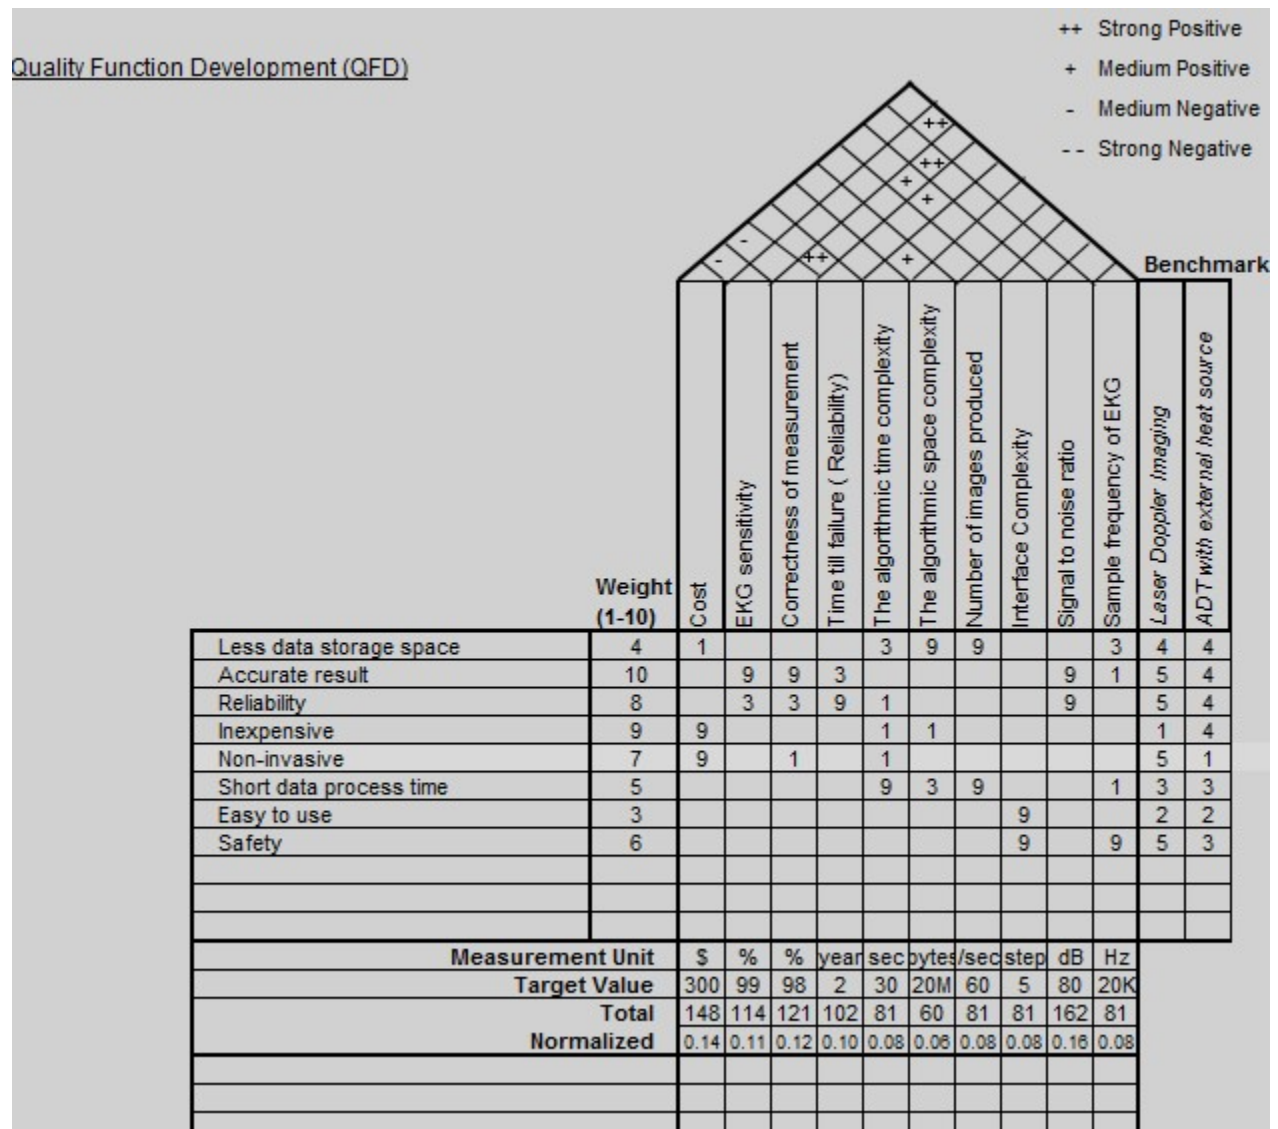 ++ Strong Positive
Quality Function Development (QFD)
+ Medium Positive
- Medium Negative
-- Strong Negative
++
++
+
+
-
- ++ +
Benchmark
Weight
(1-10)
Cost
EKG sensitivity
Correctness of measurement
Time till failure ( Reliability)
The algorithmic time complexity
The algorithmic space complexity
Number of images produced
Interface Complexity
Signal to noise ratio
Sample frequency of EKG
Laser Doppler Imaging
ADT with external heat source
Less data storage space 4 1 3 9 9 3 4 4
Accurate result 10 9 9 3 9 1 5 4
Reliability 8 3 3 9 1 9 5 4
Inexpensive 9 9 1 1 1 4
Non-invasive 7 9 1 1 5 1
Short data process time 5 9 3 9 1 3 3
Easy to use 3 9 2 2
Safety 6 9 9 5 3
Measurement Unit $ % % year sec bytes /sec step dB Hz
Target Value 300 99 98 2 30 20M 60 5 80 20K
Total 148 114 121 102 81 60 81 81 162 81
Normalized 0.14 0.11 0.12 0.10 0.08 0.06 0.08 0.08 0.16 0.08